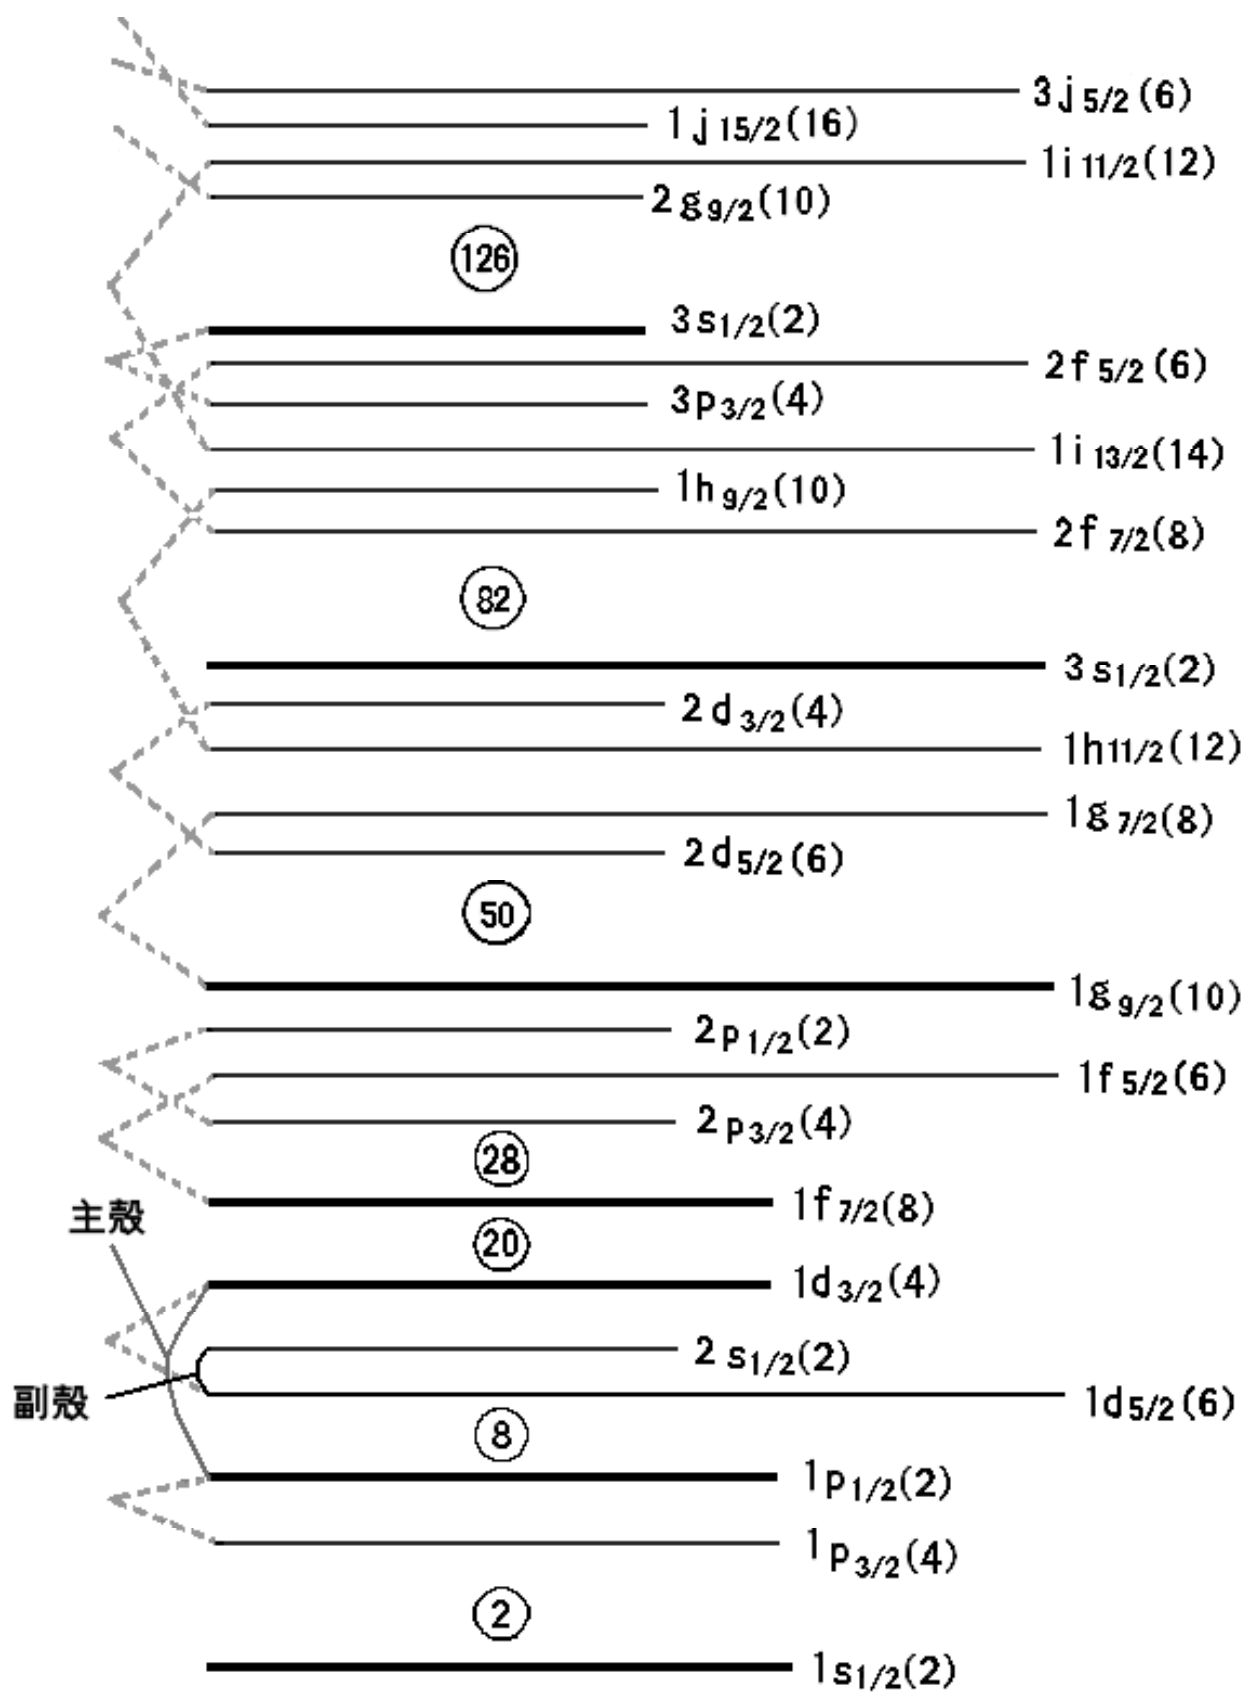 3j5/2(6)
1j15/2(16)
1i11/2(12)
2g9/2(10)
126
3s1/2(2)
2f5/2(6)
3p3/2(4)
1i13/2(14)
1h9/2(10)
2f7/2(8)
82
3s1/2(2)
2d3/2(4)
1h11/2(12)
1g7/2(8)
2d5/2(6)
50
1g9/2(10)
2p1/2(2)
1f5/2(6)
2p3/2(4)
28
1f7/2(8)
主殻
20
1d3/2(4)
2s1/2(2)
1d5/2(6)
副殻
8
1p1/2(2)
1p3/2(4)
2
1s1/2(2)